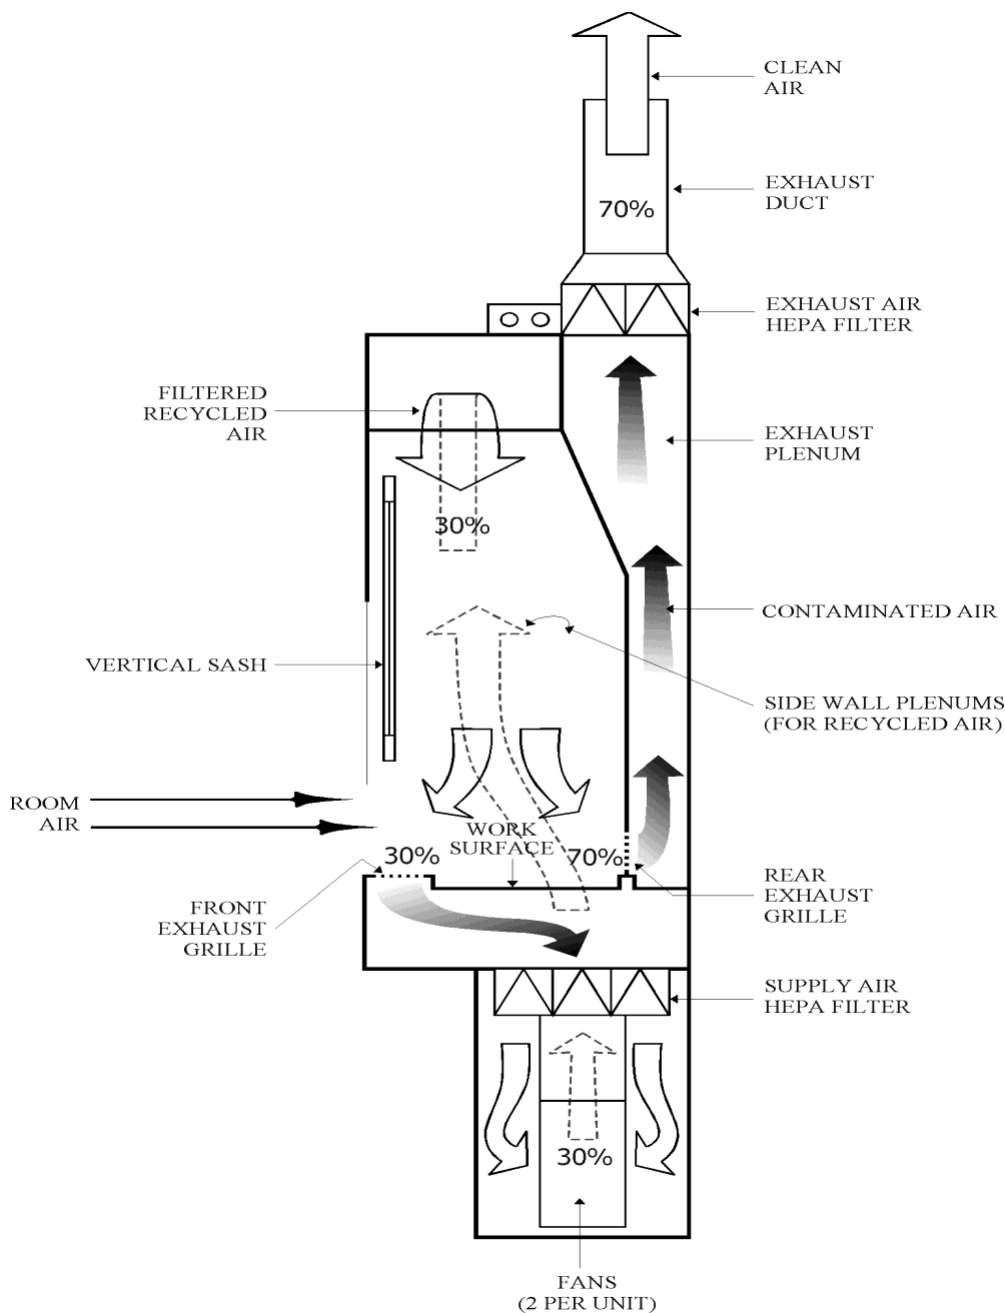 CLEAN
AIR
EXHAUST
DUCT
70%
EXHAUST AIR
HEPA FILTER
FILTERED
RECYCLED
AIR
EXHAUST
PLENUM
30%
CONTAMINATED AIR
VERTICAL SASH
SIDE WALL PLENUMS
(FOR RECYCLED AIR)
ROOM
AIR
WORK
SURFACE
30%
70%
REAR
EXHAUST
GRILLE
FRONT
EXHAUST
GRILLE
SUPPLY AIR
HEPA FILTER
30%
FANS
(2 PER UNIT)